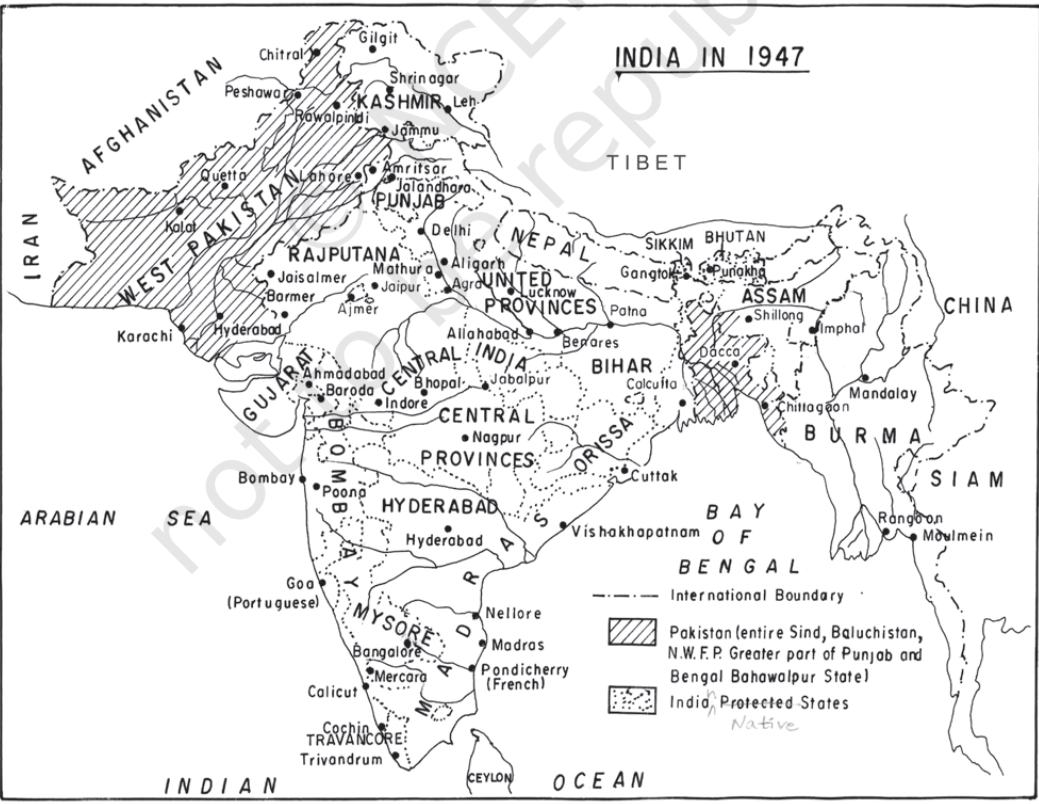 INDIA IN 1947
Gilgit
Chitral
Shrinagar
Peshawar
KASHMIR
Leh
Rawalpindi
Jammu
AFGHANISTAN
TIBET
Amritsar
Lahore
Jalandhara
Quetta
PUNJAB
Kalat
WEST PAKISTAN
IRAN
Delhi
NEPAL
SIKKIM
BHUTAN
RAJPUTANA
Mathura
Aligarh
Gangtok
Punakha
Jaisalmer
Jaipur
Agra
UNITED
PROVINCES
Lucknow
ASSAM
CHINA
Barmer
Ajmer
Shillong
Karachi
Hyderabad
Allahabad
Benares
Patna
Imphal
GUJARAT
Ahmadabad
CENTRAL INDIA
BIHAR
Dacca
Baroda
Indore
Bhopal
Jabalpur
Calcutta
Mandalay
CENTRAL
PROVINCES
Chittagoan
Nagpur
ORISSA
BURMA
Bombay
BOMBAY
Poona
Cuttak
SIAM
HYDERABAD
Hyderabad
Vishakhapatnam
ARABIAN SEA
BAY
OF
BENGAL
Rangoon
Moulmein
Goa
(Portuguese)
MADRAS
MYSORE
Nellore
Bangalore
Madras
Mercara
Pondicherry
(French)
Calicut
Cochin
TRAVANCORE
Trivandrum
CEYLON
INDIAN OCEAN
International Boundary
Pakistan (entire Sind, Baluchistan,
N.W.F.P. Greater part of Punjab and
Bengal Bahawalpur State)
Indian Protected States
Native
not to be republ
NCE